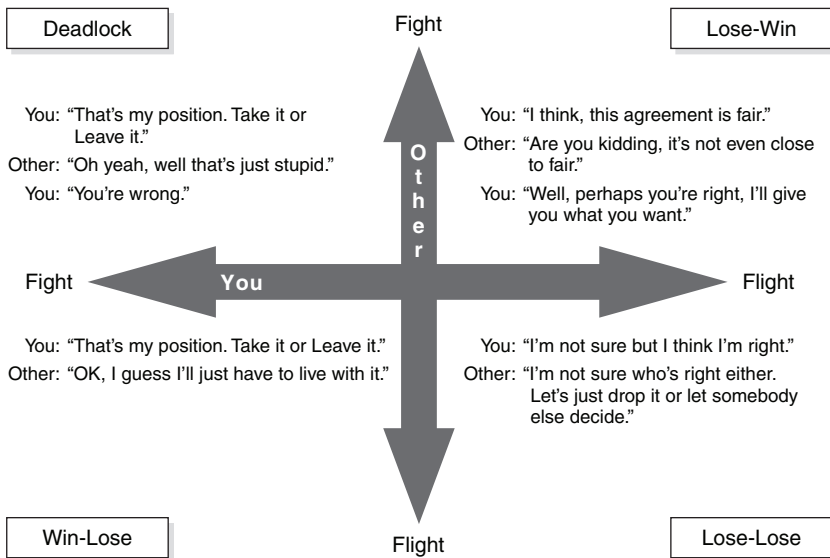 Deadlock
Fight
Lose-Win
You: “That’s my position. Take it or
Leave it.”
Other: “Oh yeah, well that’s just stupid.”
You: “You’re wrong.”
You: “I think, this agreement is fair.”
Other: “Are you kidding, it’s not even close
to fair.”
You: “Well, perhaps you’re right, I’ll give
you what you want.”
Other
Fight
You
Flight
You: “That’s my position. Take it or Leave it.”
Other: “OK, I guess I’ll just have to live with it.”
You: “I’m not sure but I think I’m right.”
Other: “I’m not sure who’s right either.
Let’s just drop it or let somebody
else decide.”
Win-Lose
Flight
Lose-Lose